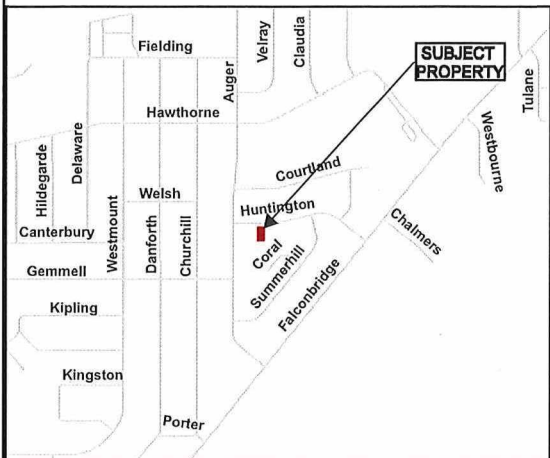 Fielding
Velray
Claudia
SUBJECT
PROPERTY
Auger
Tulane
Hawthorne
Westbourne
Hildegarde
Delaware
Courtland
Westmount
Welsh
Danforth
Churchill
Huntington
Chalmers
Canterbury
Coral
Summerhill
Gemmell
Falconbridge
Kipling
Kingston
Porter